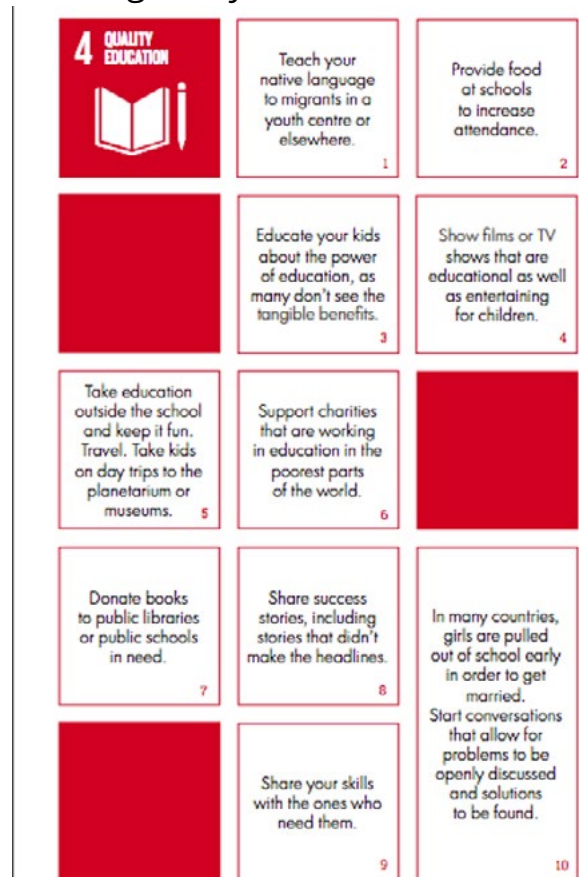 4 QUALITY
EDUCATION
Teach your
native language
to migrants in a
youth centre or
elsewhere.
1
Provide food
at schools
to increase
attendance.
2
Educate your kids
about the power
of education, as
many don't see the
tangible benefits.
3
Show films or TV
shows that are
educational as well
as entertaining
for children.
4
Take education
outside the school
and keep it fun.
Travel. Take kids
on day trips to the
planetarium or
museums. 5
Support charities
that are working
in education in the
poorest parts
of the world.
6
Donate books
to public libraries
or public schools
in need.
7
Share success
stories, including
stories that didn't
make the headlines.
8
In many countries,
girls are pulled
out of school early
in order to get
married.
Start conversations
that allow for
problems to be
openly discussed
and solutions
to be found.
10
Share your skills
with the ones who
need them.
9